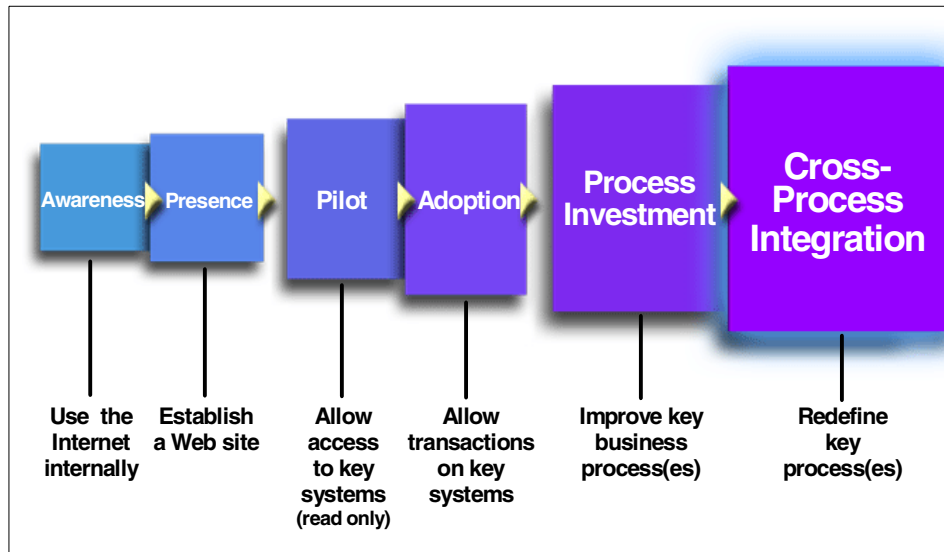 Awareness
Presence
Pilot
Adoption
Process
Investment
Cross-
Process
Integration
Use the
Internet
internally
Establish
a Web site
Allow
access
to key
systems
(read only)
Allow
transactions
on key
systems
Improve key
business
process(es)
Redefine
key
process(es)